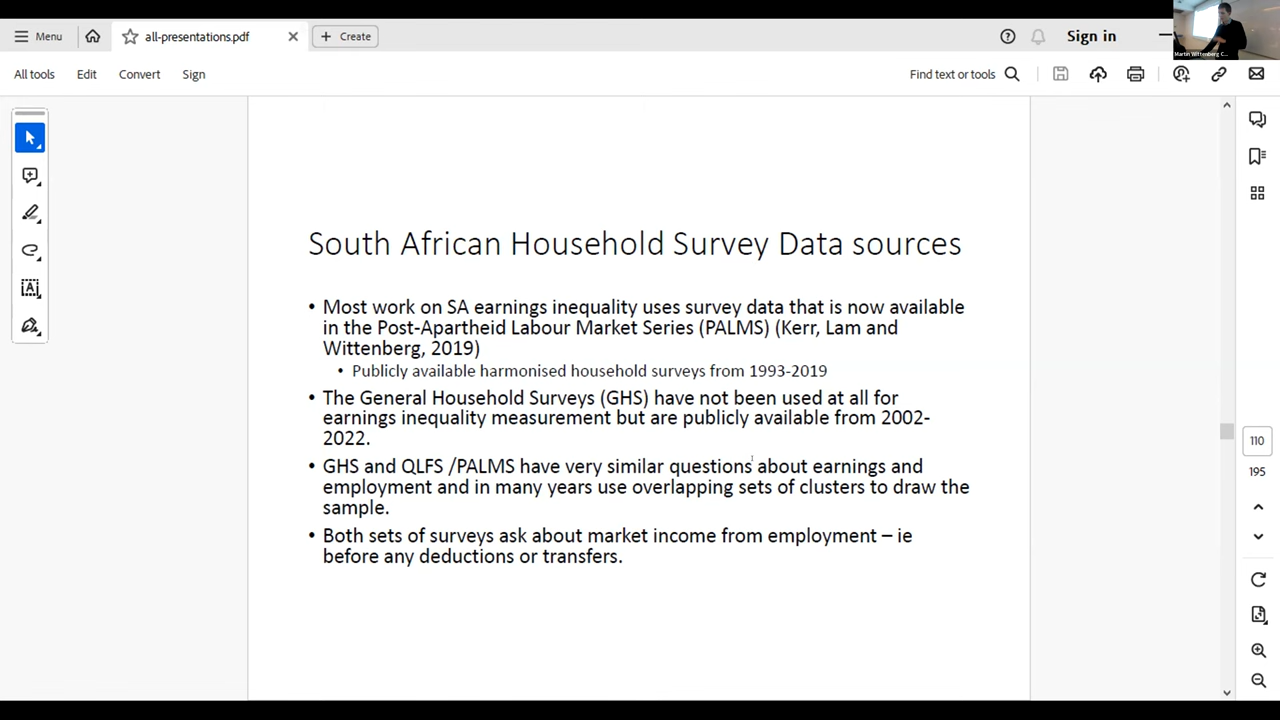 Menu
all-presentations.pdf
Create
Sign in
All tools
Edit
Convert
Sign
Find text or tools
Martin Wittenberg C...
South African Household Survey Data sources
• Most work on SA earnings inequality uses survey data that is now available
in the Post-Apartheid Labour Market Series (PALMS) (Kerr, Lam and
Wittenberg, 2019)
• Publicly available harmonised household surveys from 1993-2019
• The General Household Surveys (GHS) have not been used at all for
earnings inequality measurement but are publicly available from 2002-
2022.
• GHS and QLFS /PALMS have very similar questions about earnings and
employment and in many years use overlapping sets of clusters to draw the
sample.
• Both sets of surveys ask about market income from employment – ie
before any deductions or transfers.
110
195